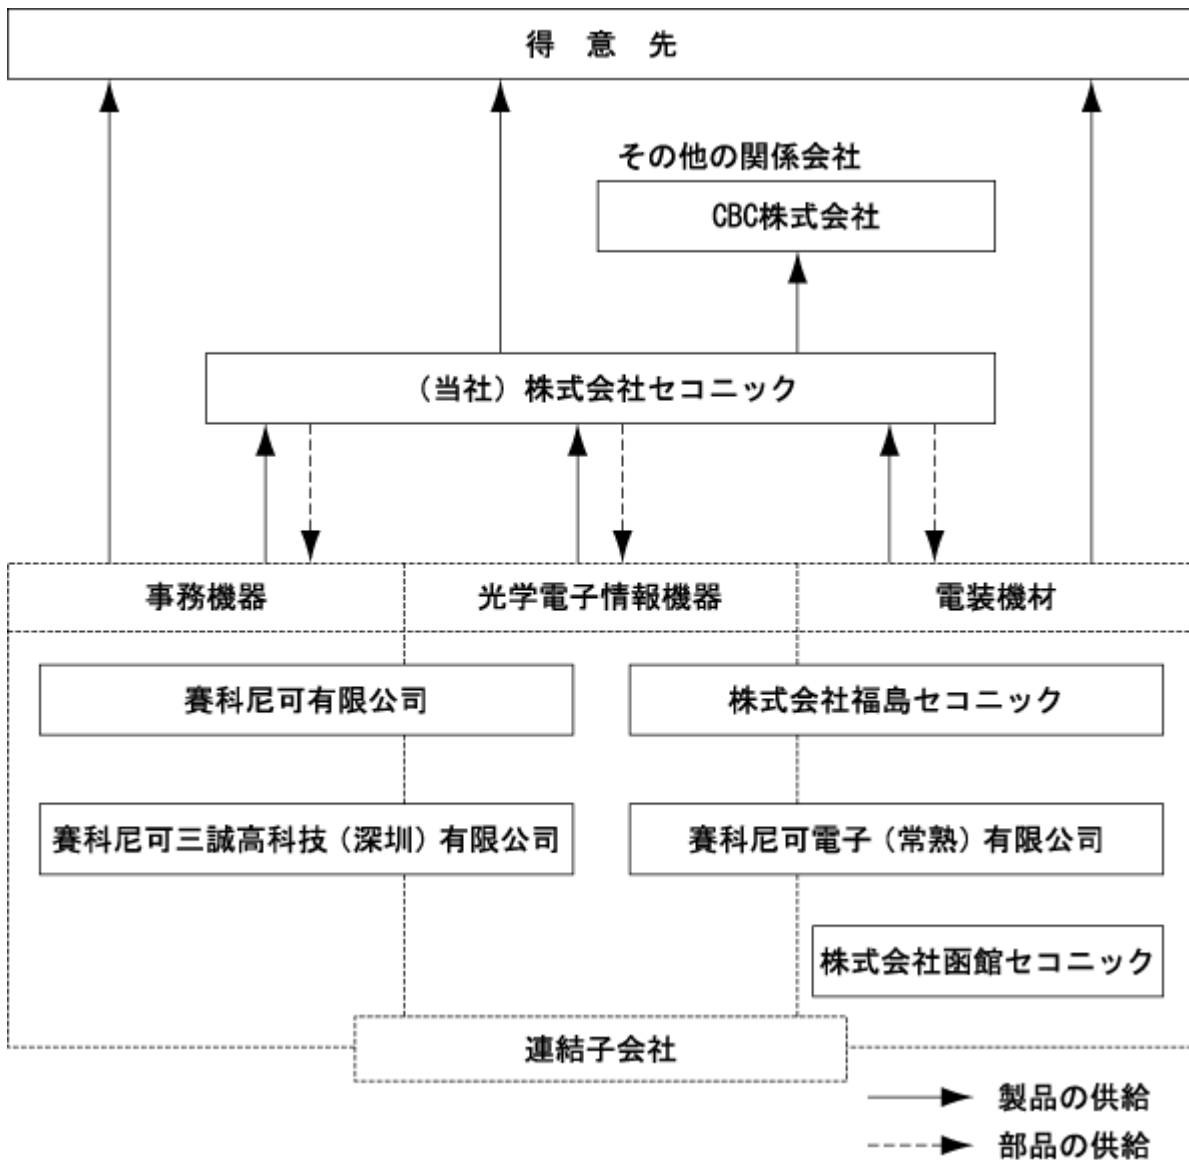 得 意 先
その他の関係会社
CBC株式会社
（当社）株式会社セコニック
事務機器
光学電子情報機器
電装機材
賽科尼可有限公司
株式会社福島セコニック
賽科尼可三誠高科技（深圳）有限公司
賽科尼可電子（常熟）有限公司
株式会社函館セコニック
連結子会社
製品の供給
部品の供給